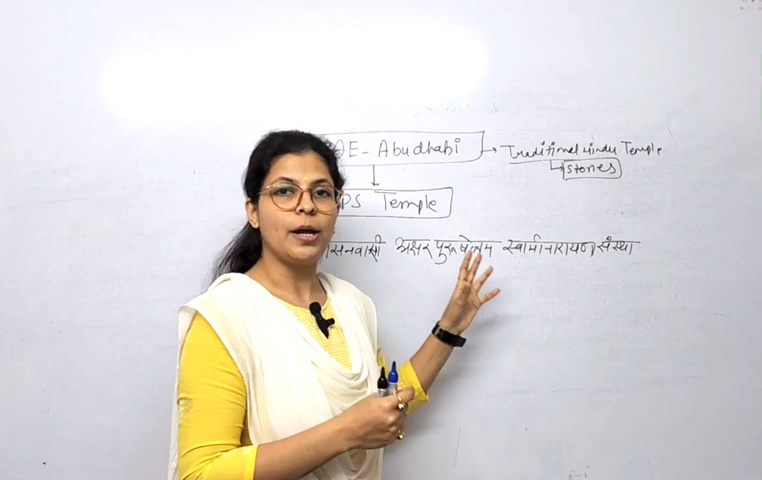 AE-Abudhabi → Traditional Hindu Temple
Stones
PS Temple
सनवासी अक्षर पुरूषोत्तम स्वामीनारायण संस्था